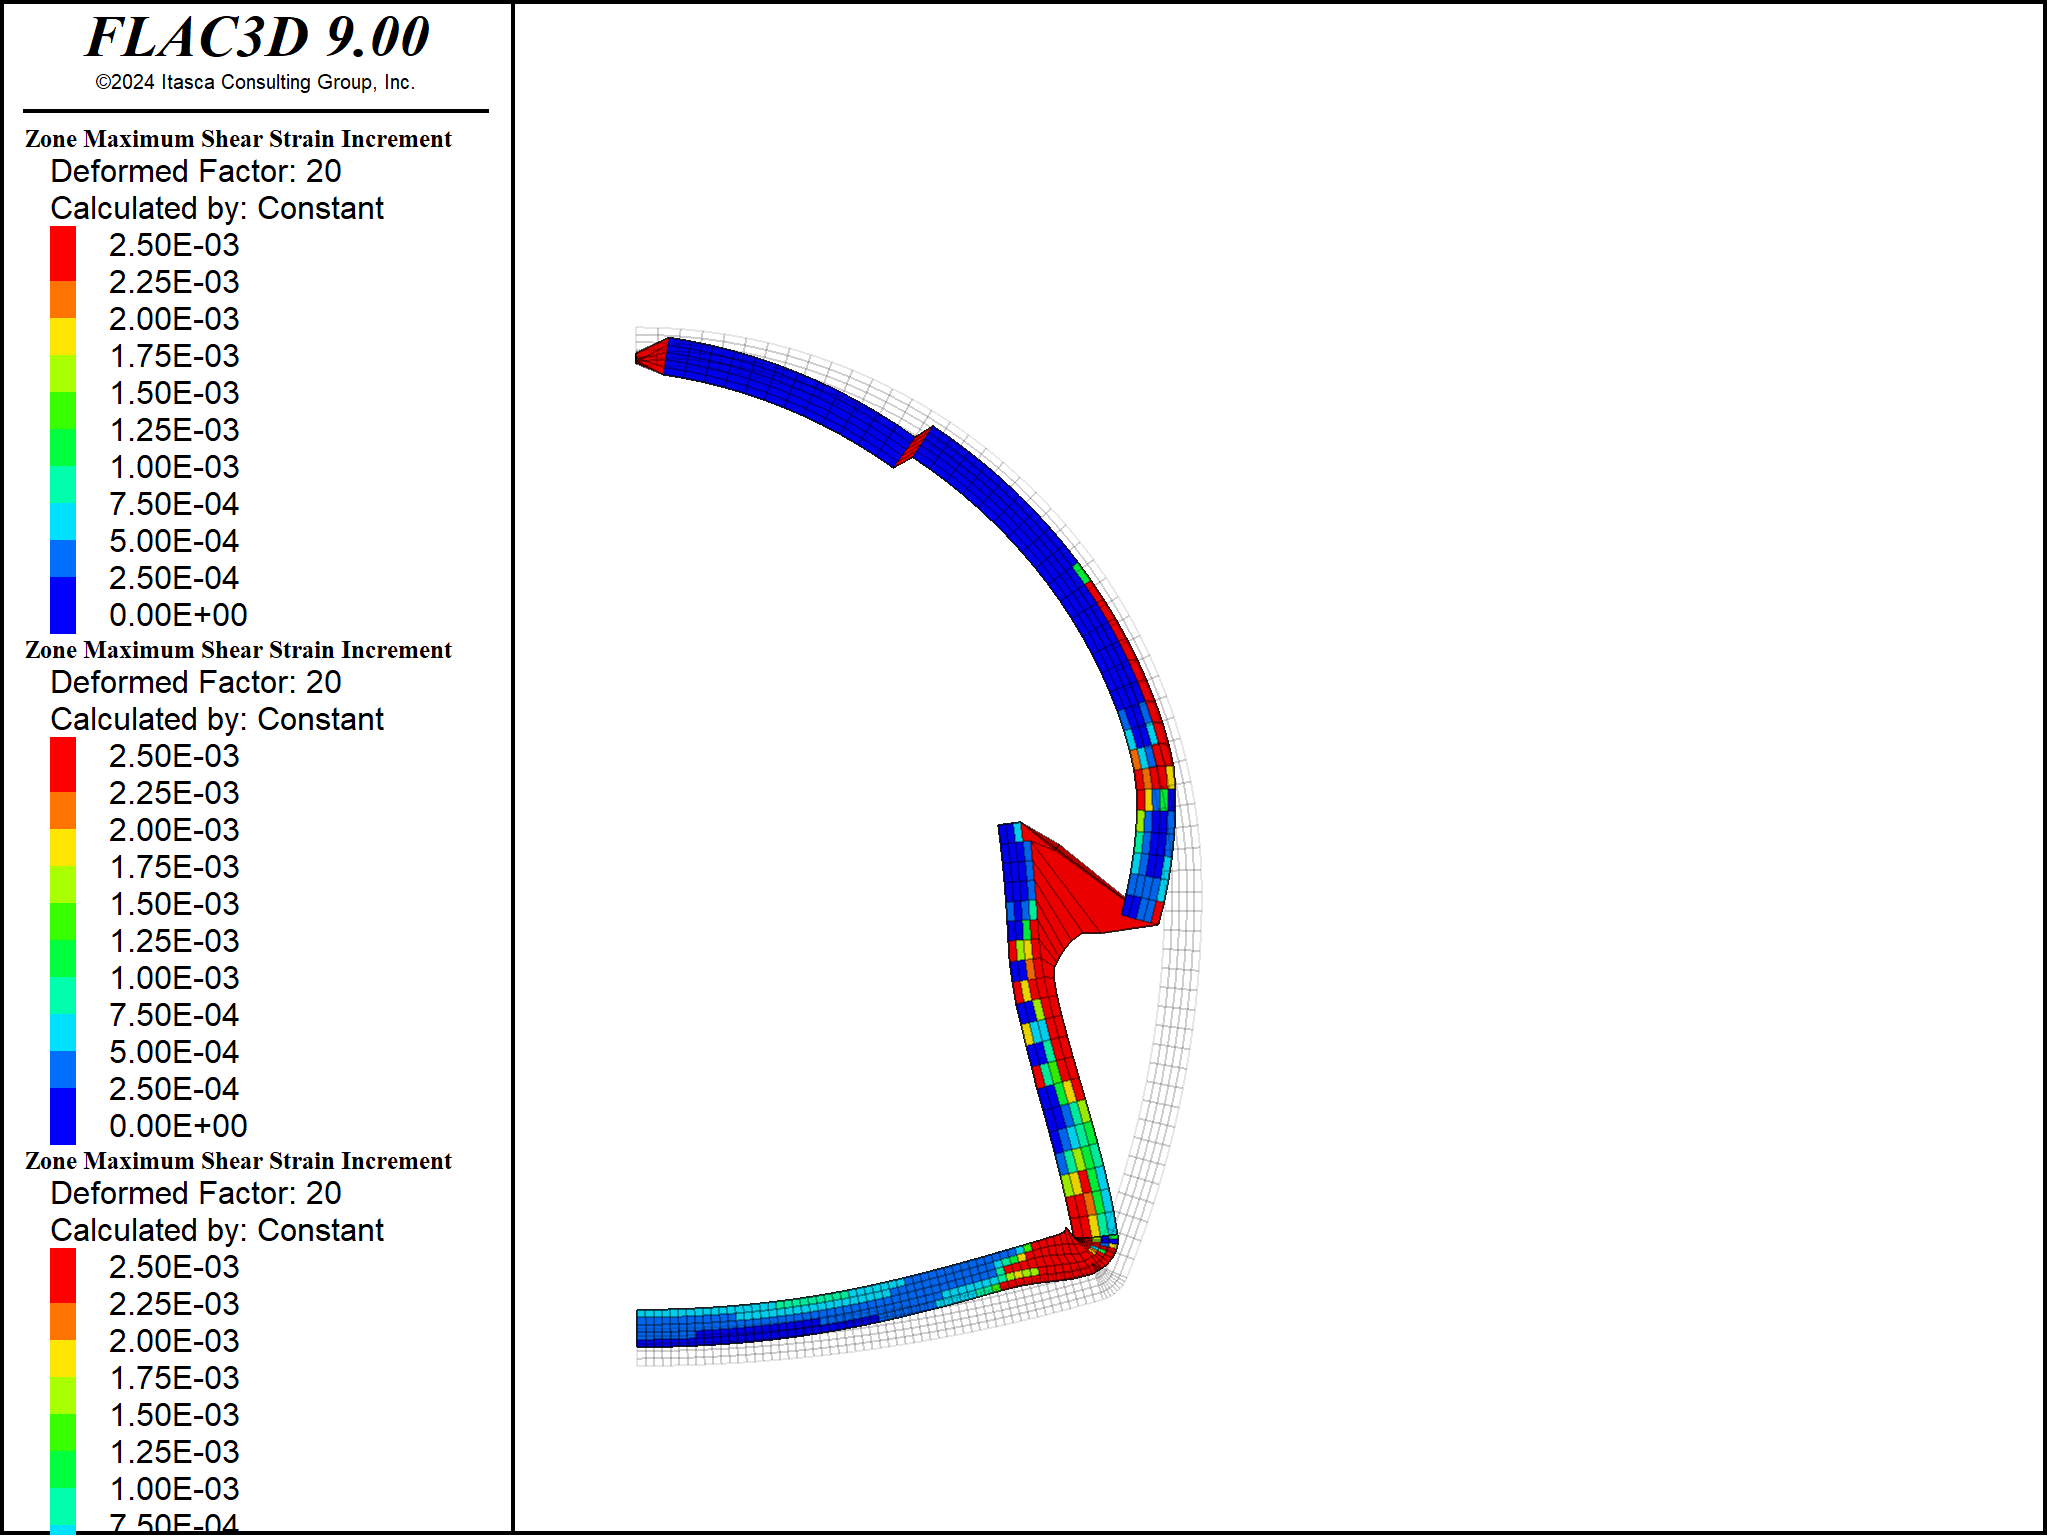 FLAC3D 9.00
©2024 Itasca Consulting Group, Inc.
Zone Maximum Shear Strain Increment
Deformed Factor: 20
Calculated by: Constant
2.50E-03
2.25E-03
2.00E-03
1.75E-03
1.50E-03
1.25E-03
1.00E-03
7.50E-04
5.00E-04
2.50E-04
0.00E+00
Zone Maximum Shear Strain Increment
Deformed Factor: 20
Calculated by: Constant
2.50E-03
2.25E-03
2.00E-03
1.75E-03
1.50E-03
1.25E-03
1.00E-03
7.50E-04
5.00E-04
2.50E-04
0.00E+00
Zone Maximum Shear Strain Increment
Deformed Factor: 20
Calculated by: Constant
2.50E-03
2.25E-03
2.00E-03
1.75E-03
1.50E-03
1.25E-03
1.00E-03
7.50E-04